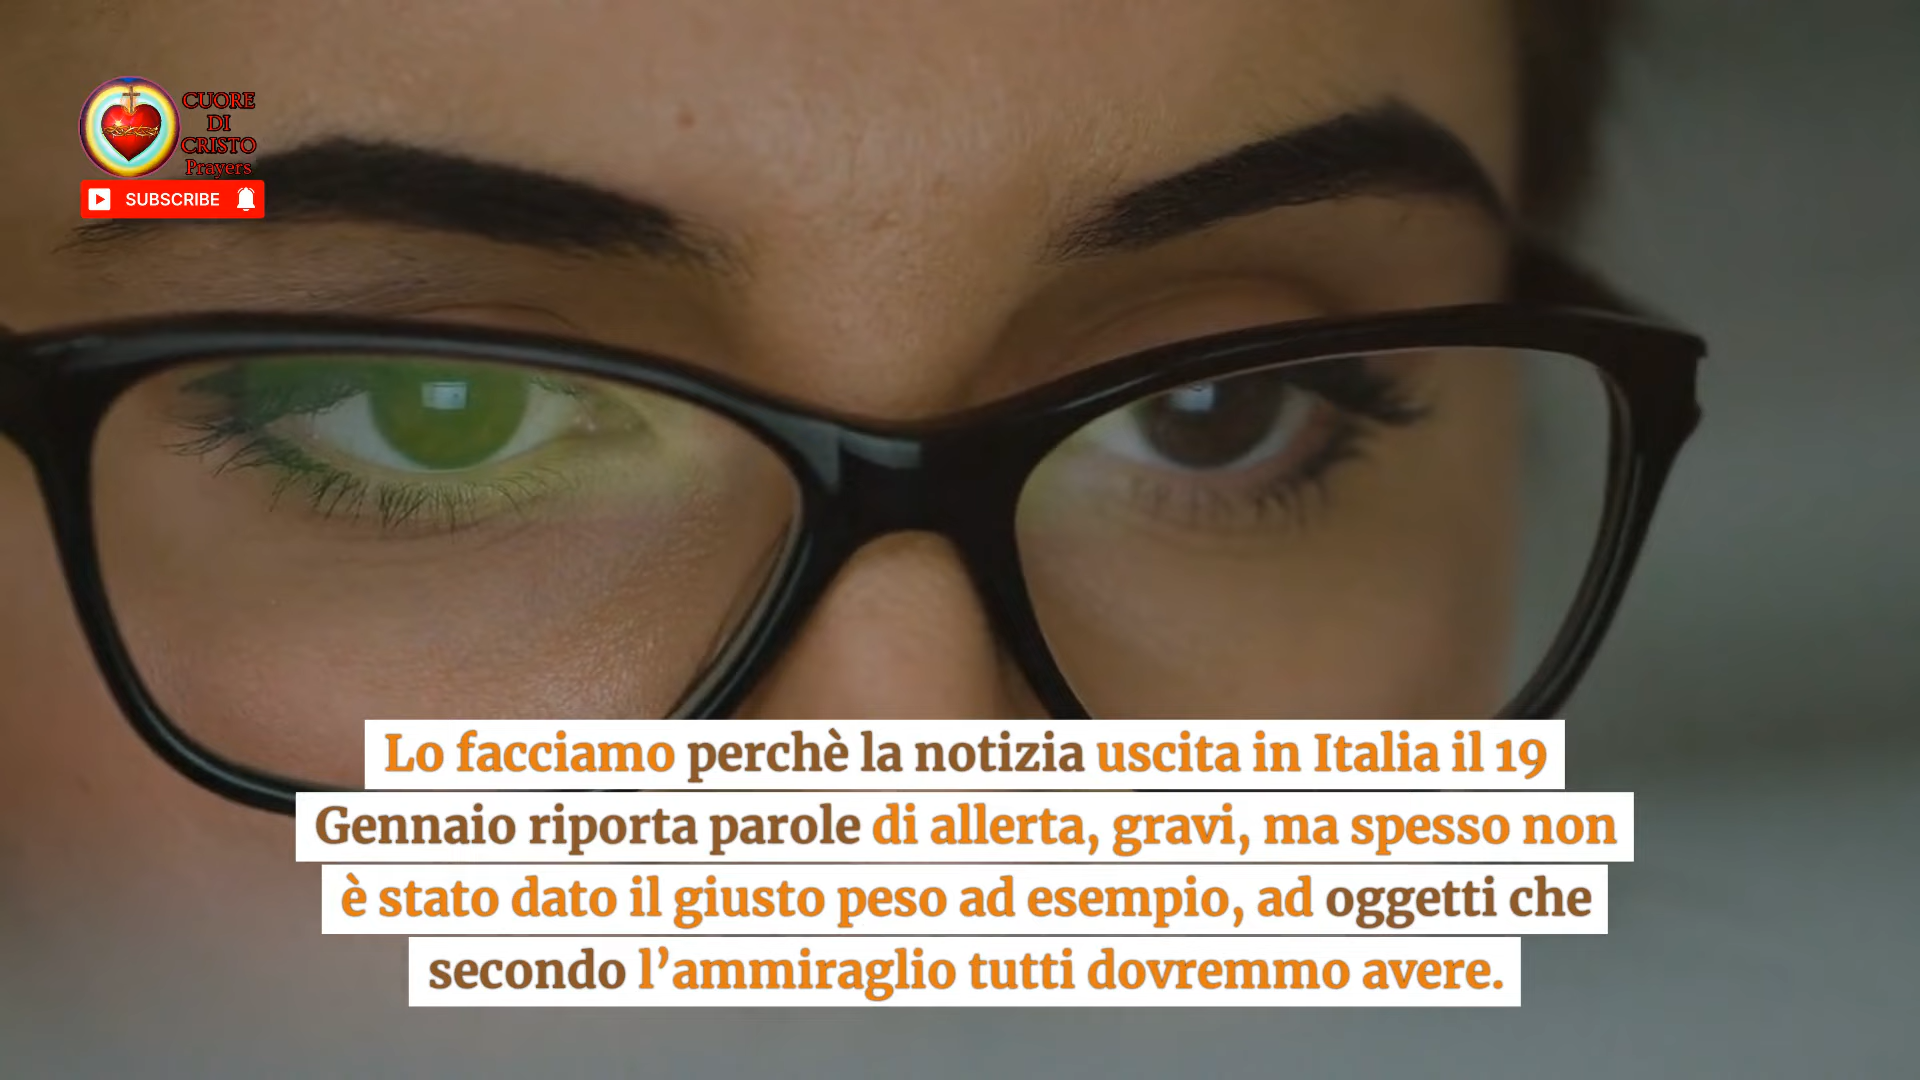 CUORE
DI
CRISTO
Prayers
SUBSCRIBE
Lo facciamo perchè la notizia uscita in Italia il 19
Gennaio riporta parole di allerta, gravi, ma spesso non
è stato dato il giusto peso ad esempio, ad oggetti che
secondo l’ammiraglio tutti dovremmo avere.